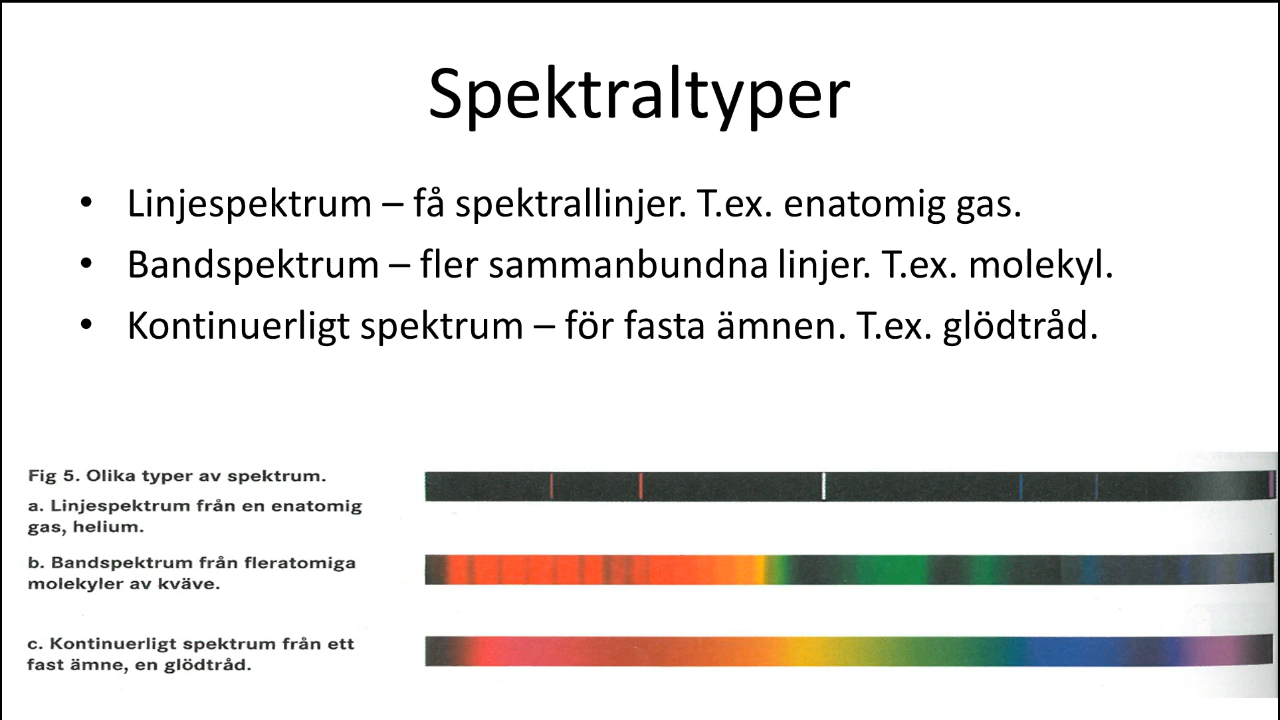 Spektraltyper
• Linjespektrum – få spektrallinjer. T.ex. enatomig gas.
• Bandspektrum – fler sammanbundna linjer. T.ex. molekyl.
• Kontinuerligt spektrum – för fasta ämnen. T.ex. glödtråd.
Fig 5. Olika typer av spektrum.
a. Linjespektrum från en enatomig
gas, helium.
b. Bandspektrum från fleratomiga
molekyler av kväve.
c. Kontinuerligt spektrum från ett
fast ämne, en glödtråd.